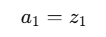 a₁ = z₁